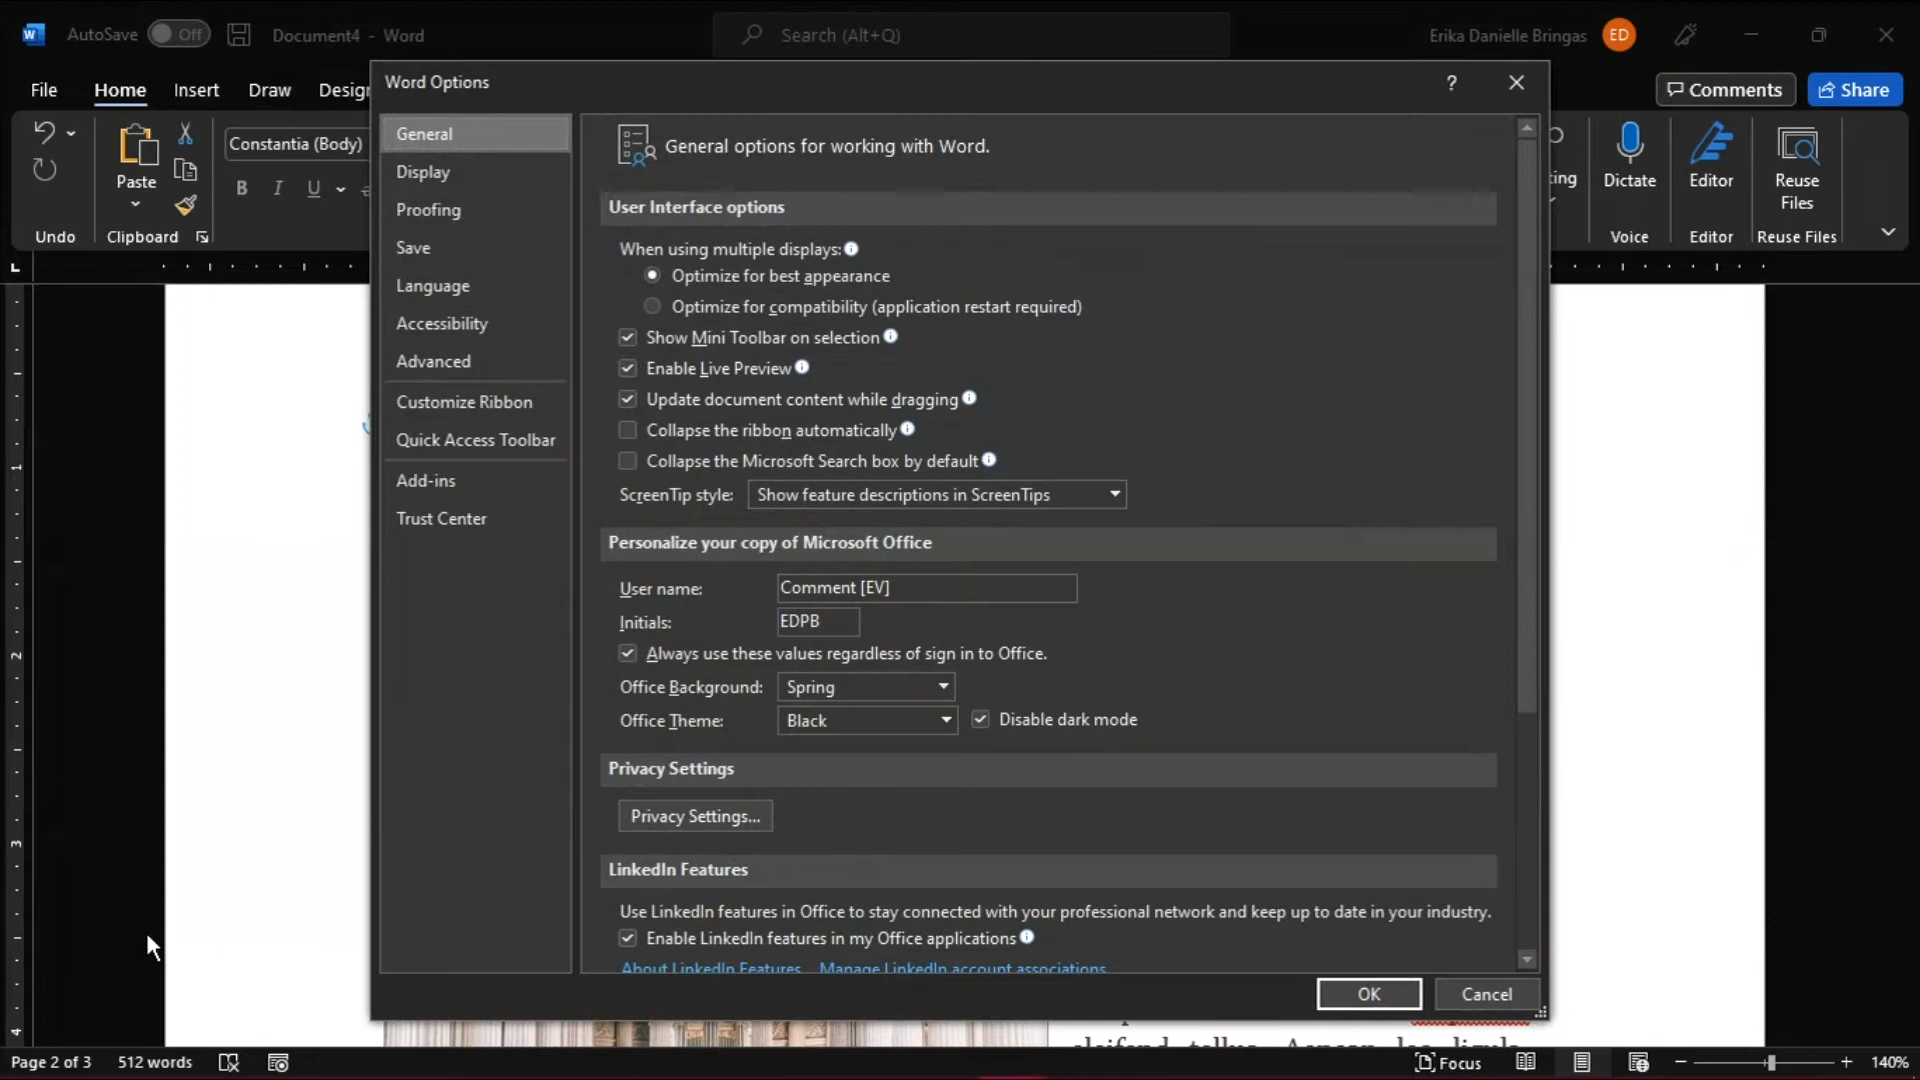 AutoSave Off Document4 - Word Search (Alt+Q) Erika Danielle Bringas ED
File Home Insert Draw Comments Share
Word Options
General
Display
Proofing
Save
Language
Accessibility
Advanced
Customize Ribbon
Quick Access Toolbar
Add-ins
Trust Center
General options for working with Word.
User Interface options
When using multiple displays:
Optimize for best appearance
Optimize for compatibility (application restart required)
Show Mini Toolbar on selection
Enable Live Preview
Update document content while dragging
Collapse the ribbon automatically
Collapse the Microsoft Search box by default
ScreenTip style: Show feature descriptions in ScreenTips
Personalize your copy of Microsoft Office
User name: Comment [EV]
Initials: EDPB
Always use these values regardless of sign in to Office.
Office Background: Spring
Office Theme: Black Disable dark mode
Privacy Settings
Privacy Settings...
LinkedIn Features
Use LinkedIn features in Office to stay connected with your professional network and keep up to date in your industry.
Enable LinkedIn features in my Office applications
About LinkedIn Features Manage LinkedIn account associations
OK Cancel
Paste
Constantia (Body)
B I U
Undo Clipboard
Dictate
Editor
Reuse
Files
Voice Editor Reuse Files
1
2
3
4
tellus. Aenean leo ligula
Page 2 of 3 512 words Focus 140%